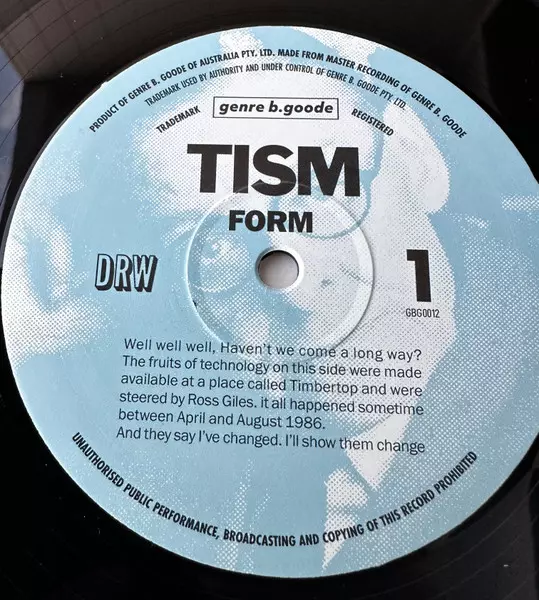 PRODUCT OF GENRE B. GOODE OF AUSTRALIA PTY. LTD. MADE FROM MASTER RECORDING OF GENRE B. GOODE
TRADEMARK USED BY AUTHORITY AND UNDER CONTROL OF GENRE B. GOODE PTY. LTD.
TRADEMARK genre b.goode REGISTERED
TISM
FORM
DRW
1
GBG0012
Well well well, Haven't we come a long way?
The fruits of technology on this side were made
available at a place called Timbertop and were
steered by Ross Giles. it all happened sometime
between April and August 1986.
And they say I've changed. I'll show them change
UNAUTHORISED PUBLIC PERFORMANCE, BROADCASTING AND COPYING OF THIS RECORD PROHIBITED